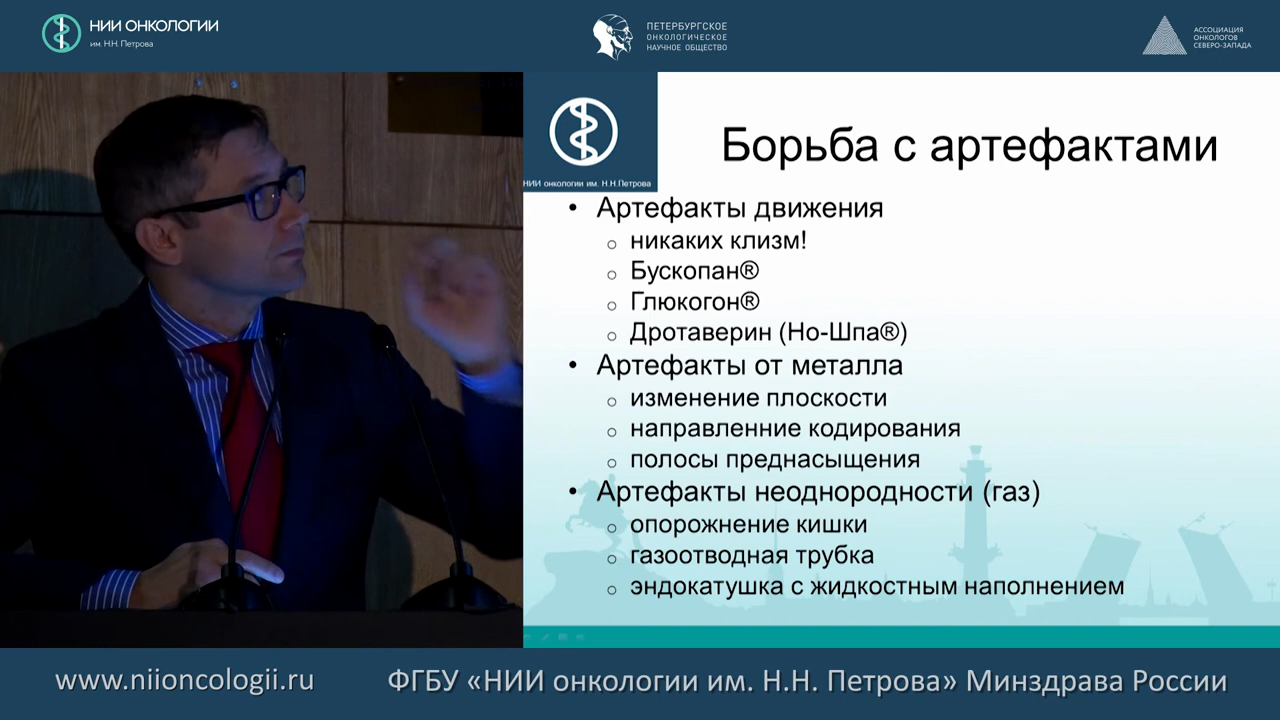 НИИ ОНКОЛОГИИ
им. Н.Н. Петрова
ПЕТЕРБУРГСКОЕ
ОНКОЛОГИЧЕСКОЕ
НАУЧНОЕ ОБЩЕСТВО
АССОЦИАЦИЯ
ОНКОЛОГОВ
СЕВЕРО-ЗАПАДА
НИИ онкологии им. Н.Н.Петрова
Борьба с артефактами
• Артефакты движения
o никаких клизм!
o Бускопан®
o Глюкогон®
o Дротаверин (Но-Шпа®)
• Артефакты от металла
o изменение плоскости
o направленние кодирования
o полосы преднасыщения
• Артефакты неоднородности (газ)
o опорожнение кишки
o газоотводная трубка
o эндокатушка с жидкостным наполнением
www.niioncologii.ru
ФГБУ «НИИ онкологии им. Н.Н. Петрова» Минздрава России